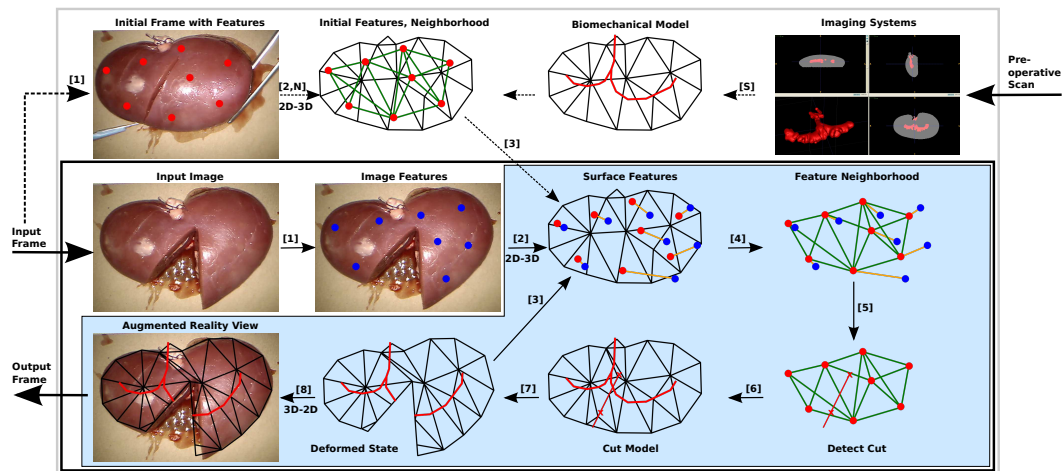 Initial Frame with Features
Initial Features, Neighborhood
Biomechanical Model
Imaging Systems
[1]
[2,N]
2D-3D
[S]
Pre-
operative
Scan
[3]
Input Image
Image Features
Surface Features
Feature Neighborhood
Input
Frame
[1]
[2]
2D-3D
[4]
[3]
[5]
Augmented Reality View
Output
Frame
[8]
3D-2D
[7]
[6]
Deformed State
Cut Model
Detect Cut